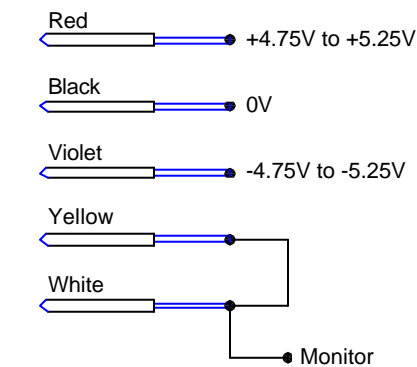 Red
+4.75V to +5.25V
Black
0V
Violet
-4.75V to -5.25V
Yellow
White
Monitor